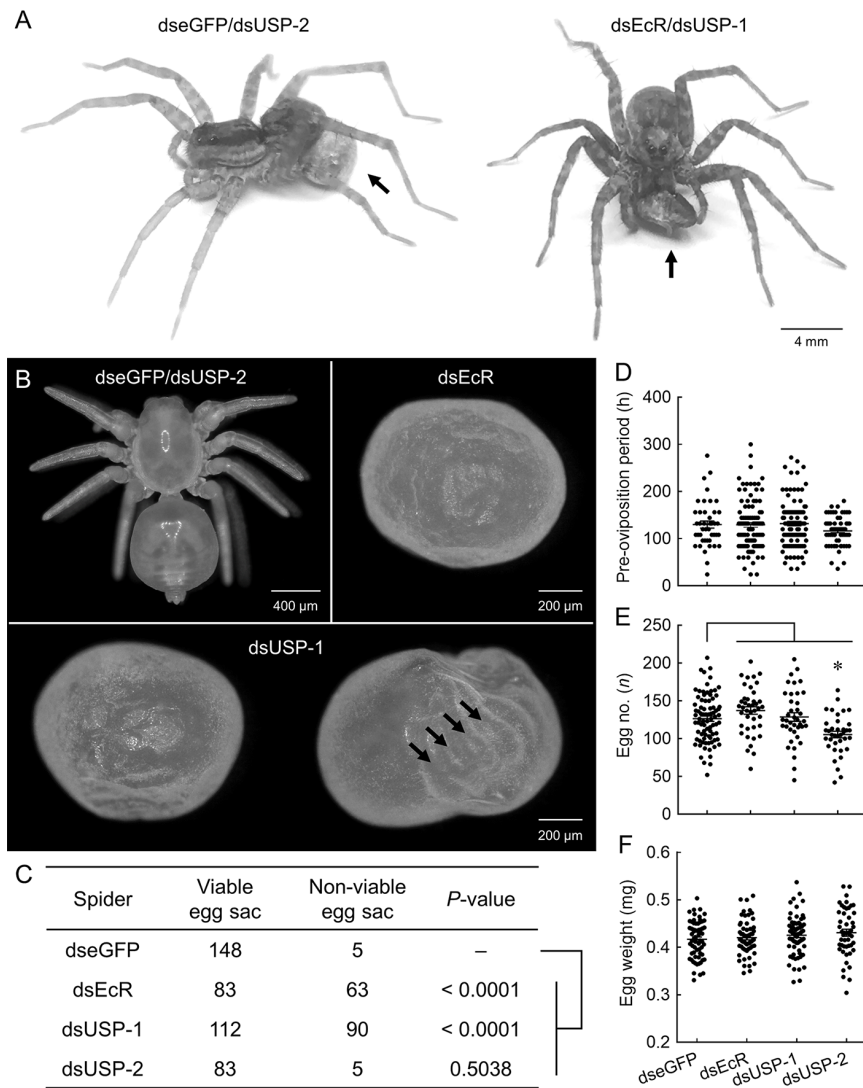 A
dseGFP/dsUSP-2
dsEcR/dsUSP-1
4 mm
B
dseGFP/dsUSP-2
dsEcR
400 µm
200 µm
dsUSP-1
200 µm
C
Spider Viable egg sac Non-viable egg sac P-value
dseGFP 148 5 –
dsEcR 83 63 < 0.0001
dsUSP-1 112 90 < 0.0001
dsUSP-2 83 5 0.5038
D
Pre-oviposition period (h)
400
300
200
100
0
E
Egg no. (n)
250
200
150
100
50
0
*
F
Egg weight (mg)
0.6
0.5
0.4
0.3
0.2
dseGFP dsEcR dsUSP-1 dsUSP-2